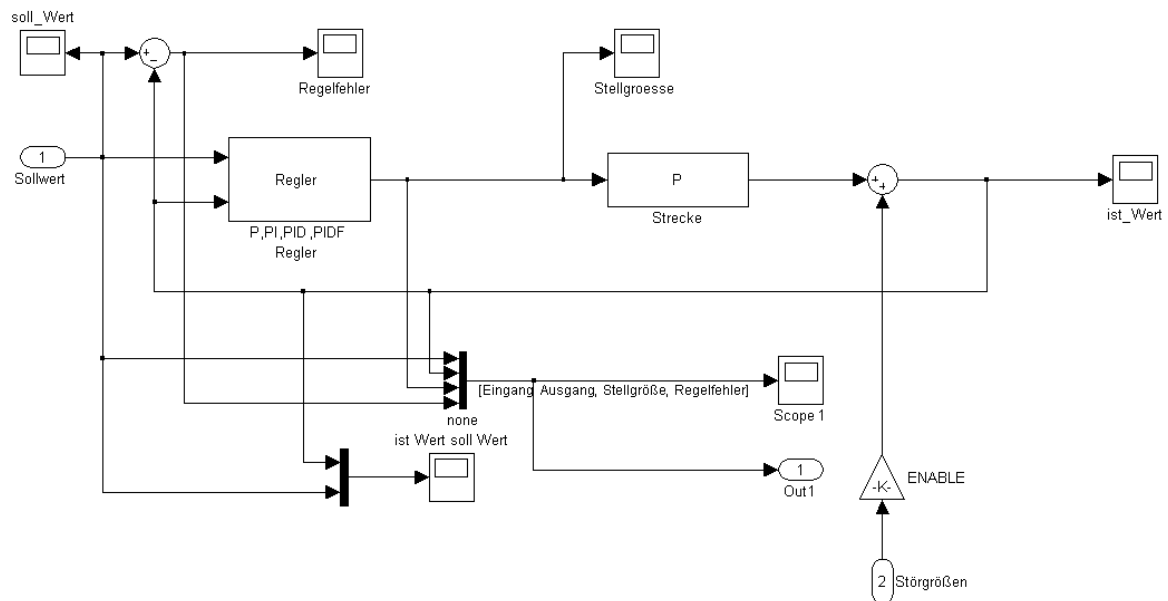 soll_Wert
+
−
Regelfehler
Stellgroesse
1
Sollwert
Regler
P,PI,PID ,PIDF
Regler
P
Strecke
+
+
ist_Wert
[Eingang Ausgang, Stellgröße, Regelfehler]
none
Scope 1
ist Wert soll Wert
1
Out1
-K-
ENABLE
2
Störgrößen